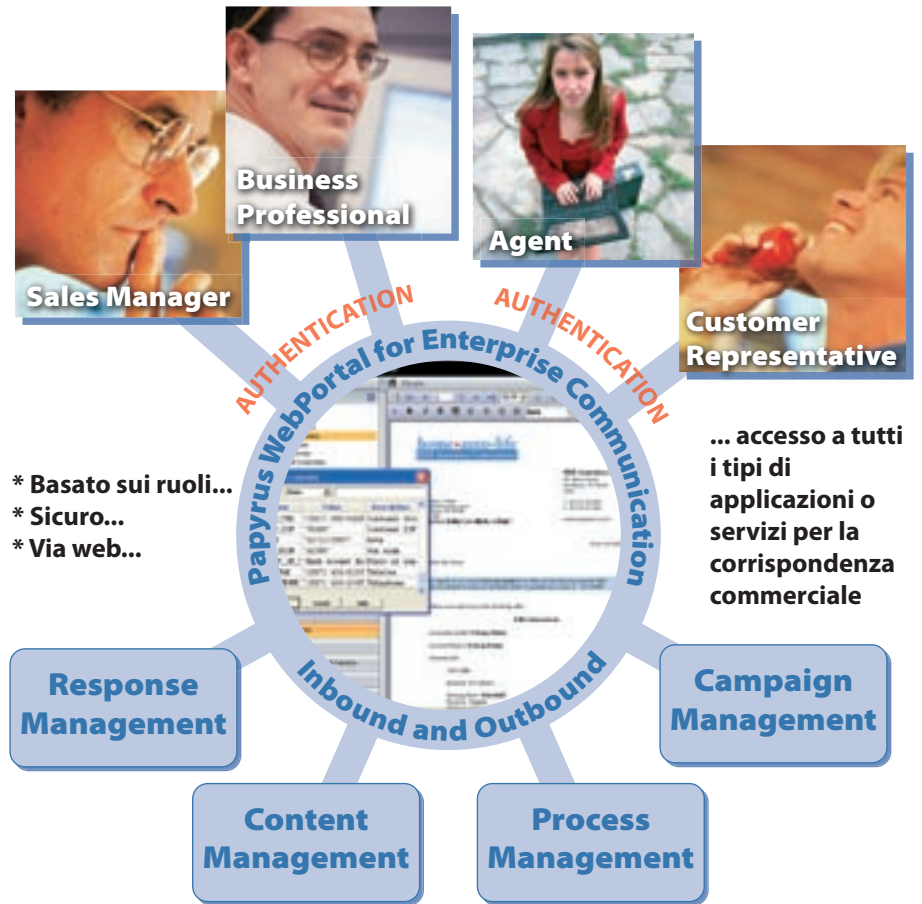 Business
Professional
Agent
Sales Manager
Customer
Representative
AUTHENTICATION
AUTHENTICATION
Papyrus WebPortal for Enterprise Communication
* Basato sui ruoli...
* Sicuro...
* Via web...
... accesso a tutti
i tipi di
applicazioni o
servizi per la
corrispondenza
commerciale
Inbound and Outbound
Response
Management
Campaign
Management
Content
Management
Process
Management